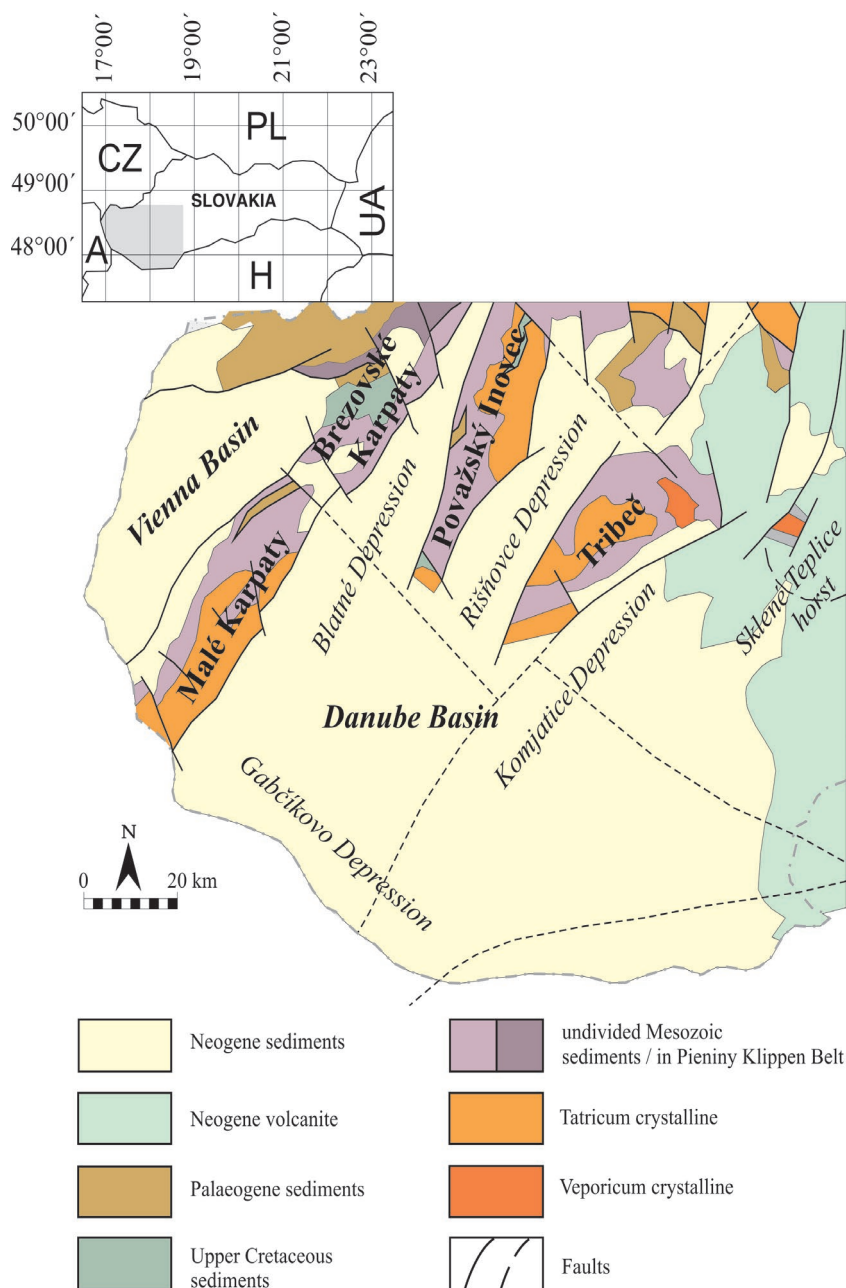 17°00´
19°00´
21°00´
23°00´
50°00´
49°00´
48°00´
PL
CZ
SLOVAKIA
UA
A
H
Brezovské
Karpaty
Považský Inovec
Vienna Basin
Blatné Depression
Rišňovce Depression
Tribeč
Sklené Teplice
horst
Malé Karpaty
Danube Basin
Komjatice Depression
Gabčíkovo Depression
N
0 20 km
Neogene sediments
undivided Mesozoic
sediments / in Pieniny Klippen Belt
Neogene volcanite
Tatricum crystalline
Palaeogene sediments
Veporicum crystalline
Upper Cretaceous
sediments
Faults